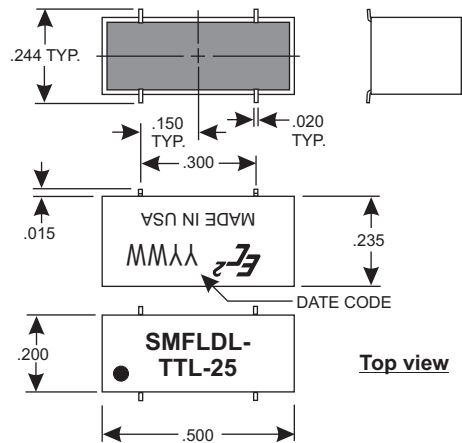 .244 TYP.
.150
TYP.
.020
TYP.
.300
.015
MADE IN USA
EC²
YYWW
.235
DATE CODE
SMFLDL-
TTL-25
.200
Top view
.500